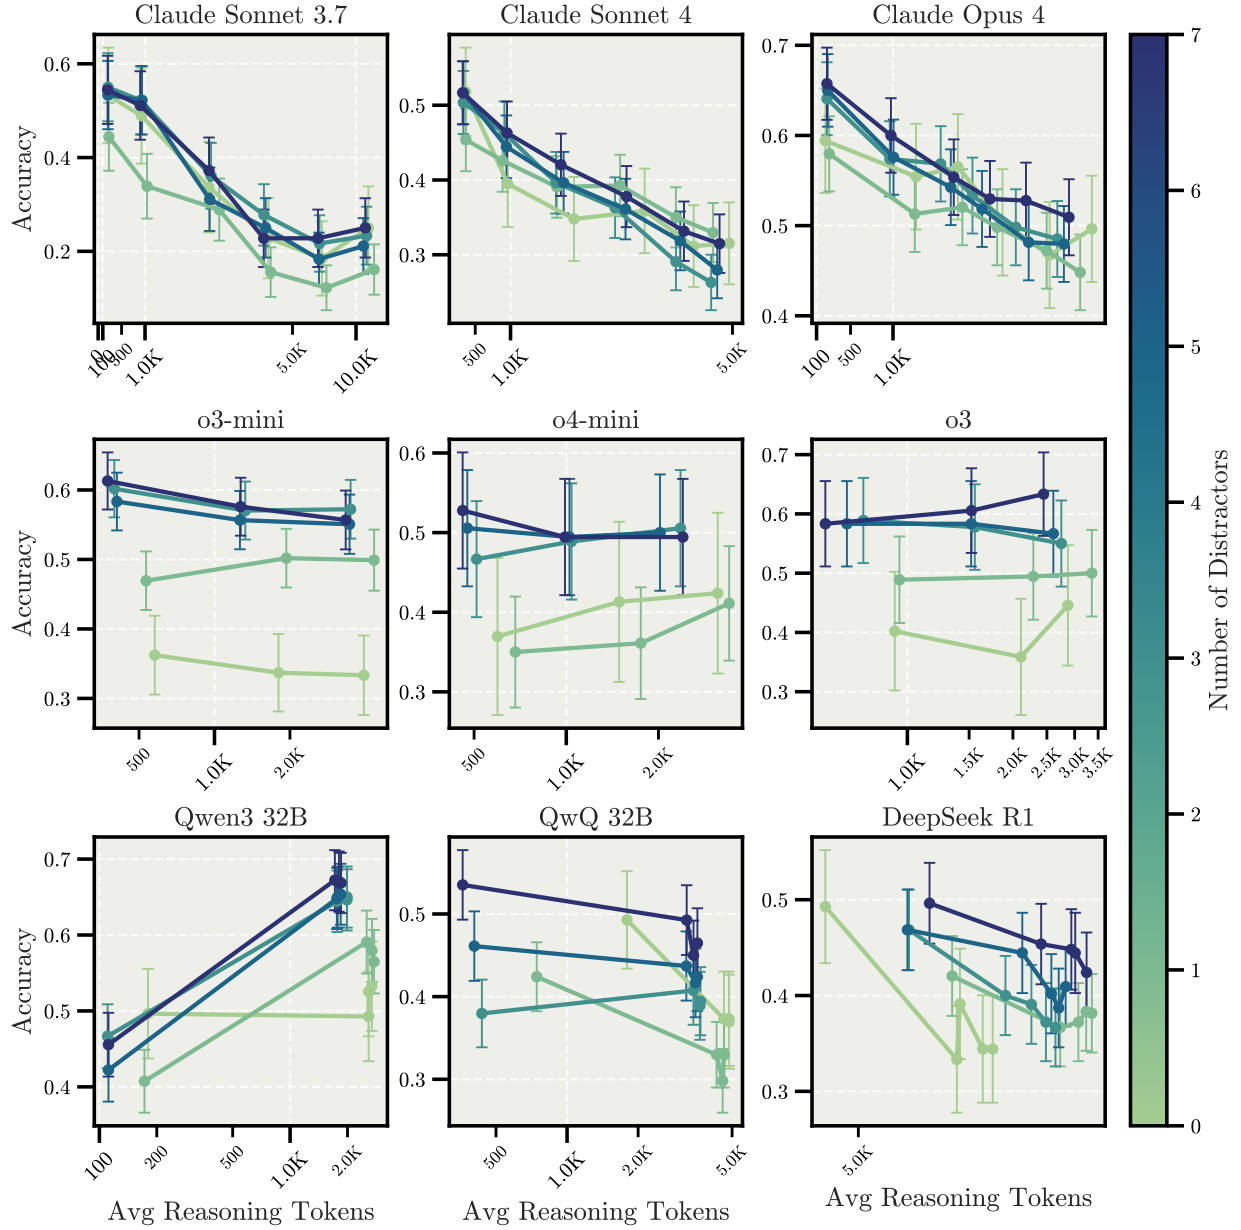 Claude Sonnet 3.7
Claude Sonnet 4
Claude Opus 4
Accuracy
0.6
0.4
0.2
0
100
500
1.0K
5.0K
10.0K
0.5
0.4
0.3
500
1.0K
5.0K
0.7
0.6
0.5
0.4
100
500
1.0K
o3-mini
o4-mini
o3
Accuracy
0.6
0.5
0.4
0.3
500
1.0K
2.0K
0.6
0.5
0.4
0.3
500
1.0K
2.0K
0.7
0.6
0.5
0.4
0.3
1.0K
1.5K
2.0K
2.5K
3.0K
3.5K
Qwen3 32B
QwQ 32B
DeepSeek R1
Accuracy
0.7
0.6
0.5
0.4
100
200
500
1.0K
2.0K
Avg Reasoning Tokens
0.5
0.4
0.3
500
1.0K
2.0K
5.0K
Avg Reasoning Tokens
0.5
0.4
0.3
5.0K
Avg Reasoning Tokens
7
6
5
4
3
2
1
0
Number of Distractors